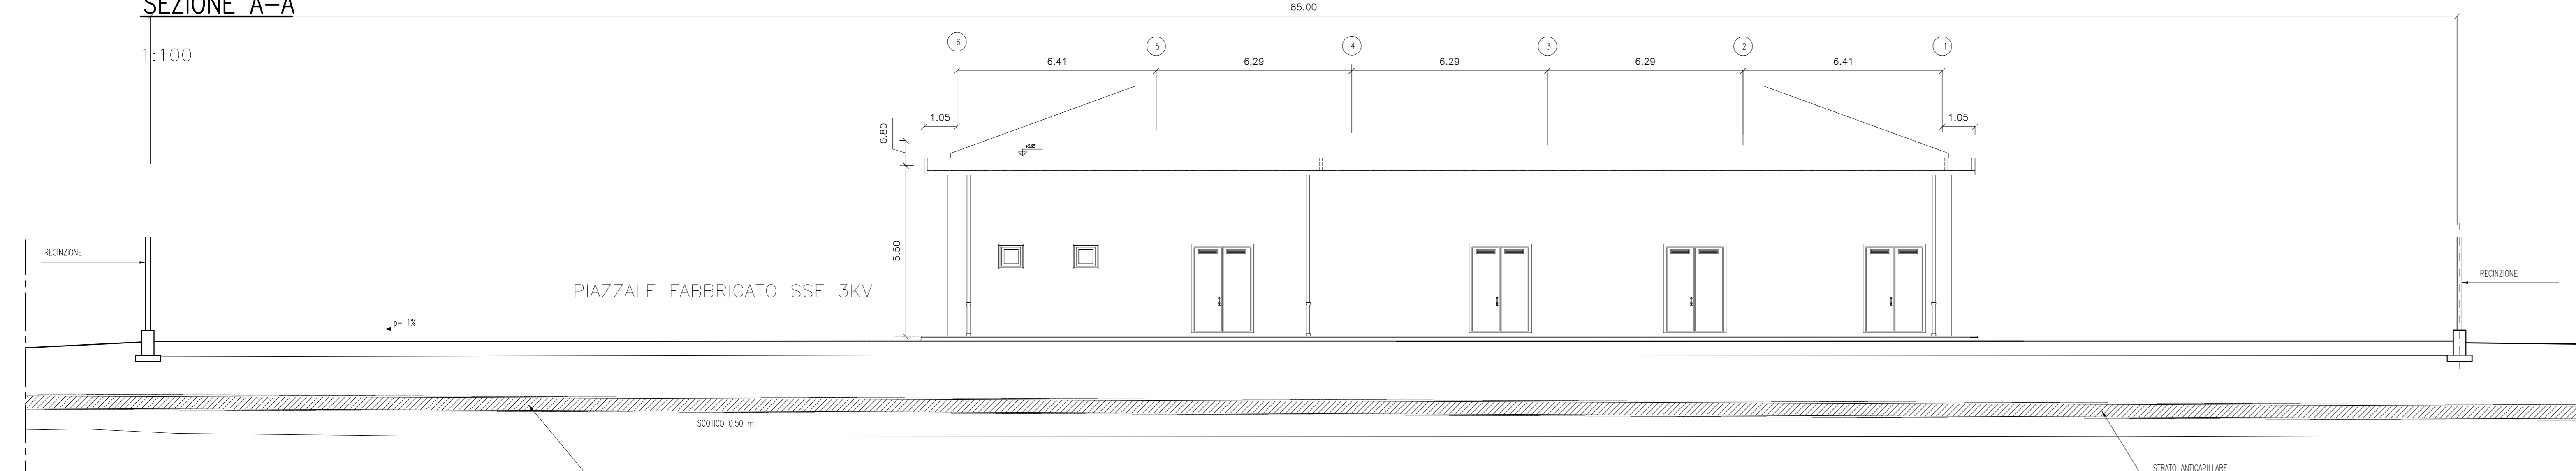 SEZIONE A-A
85.00
1:100
6 5 4 3 2 1
6.41 6.29 6.29 6.29 6.41
1.05 1.05
0.80
+5.95
5.50
RECINZIONE
RECINZIONE
PIAZZALE FABBRICATO SSE 3KV
p= 1%
SCOTICO 0.50 m
STRATO ANTICAPILLARE